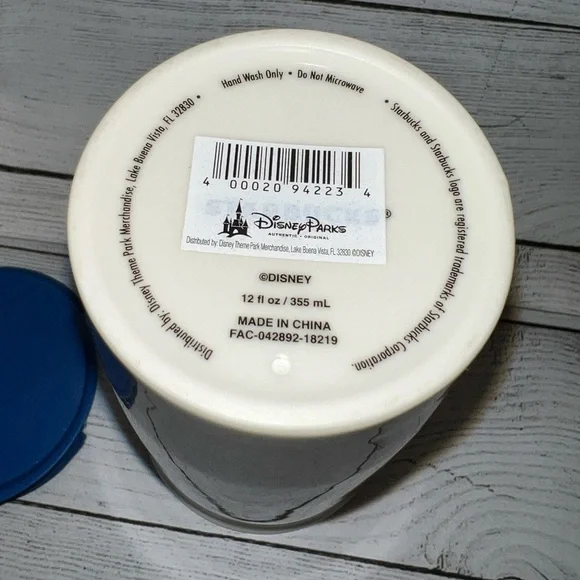 Hand Wash Only • Do Not Microwave
• Starbucks and Starbucks logo are registered trademarks of Starbucks Corporation.
Distributed by: Disney Theme Park Merchandise, Lake Buena Vista, FL 32830 •
4 00020 94223 4
®
Disney Parks
AUTHENTIC • ORIGINAL
Distributed by: Disney Theme Park Merchandise, Lake Buena Vista, FL 32830 ©DISNEY
©DISNEY
12 fl oz / 355 mL
MADE IN CHINA
FAC-042892-18219